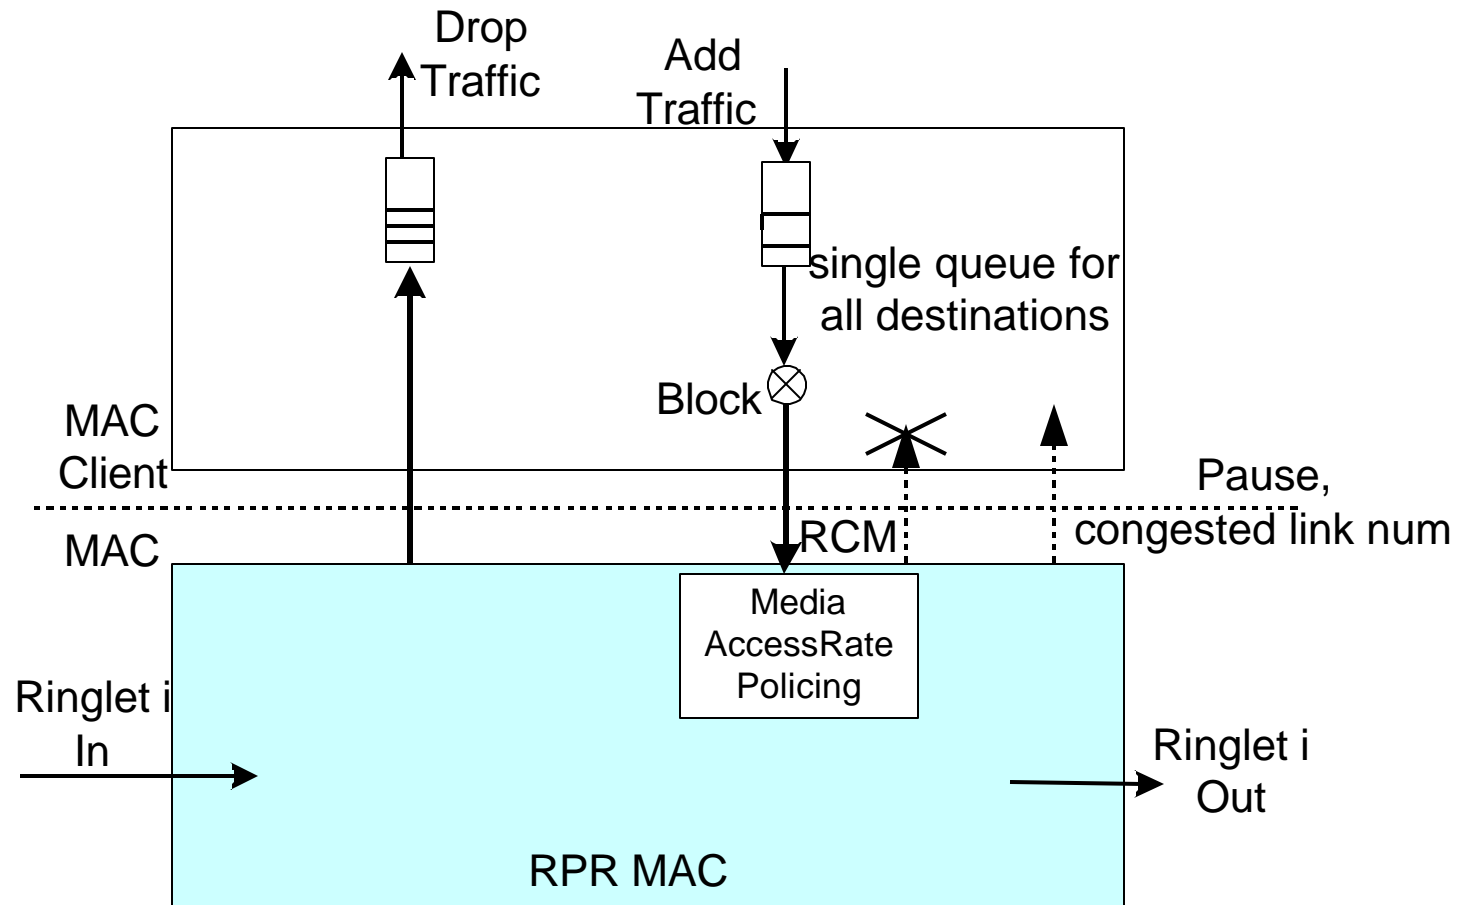 Drop
Traffic
Add
Traffic
single queue for
all destinations
Block
MAC
Client
Pause,
congested link num
RCM
MAC
Media
AccessRate
Policing
Ringlet i
In
Ringlet i
Out
RPR MAC